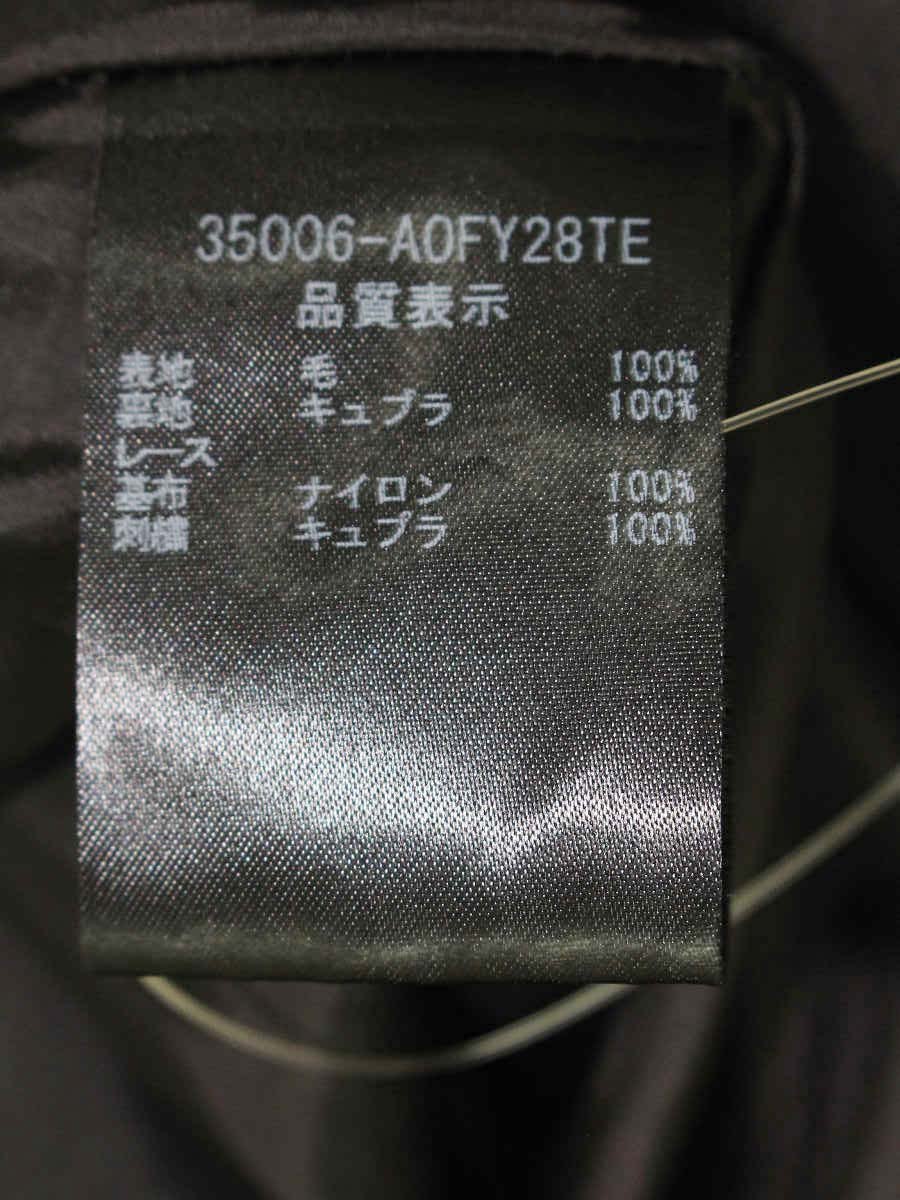 35006-A0FY28TE
品質表示
表地 毛 100%
裏地 キュプラ 100%
レース
基布 ナイロン 100%
刺繍 キュプラ 100%